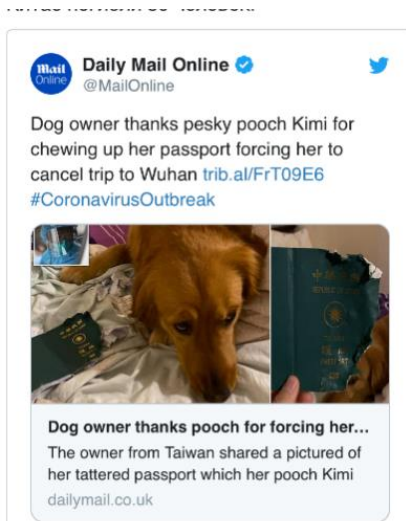 Mail Online
Daily Mail Online
@MailOnline
Dog owner thanks pesky pooch Kimi for
chewing up her passport forcing her to
cancel trip to Wuhan trib.al/FrT09E6
#CoronavirusOutbreak
Dog owner thanks pooch for forcing her...
The owner from Taiwan shared a pictured of
her tattered passport which her pooch Kimi
dailymail.co.uk